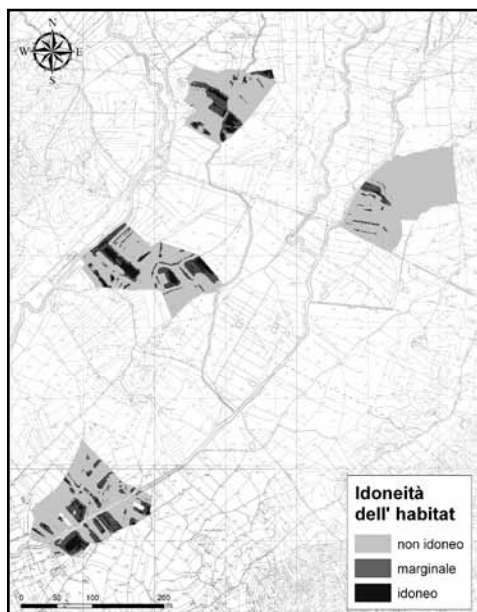 N
W E
S
Idoneità
dell' habitat
non idoneo
marginale
idoneo
0 50 100 200